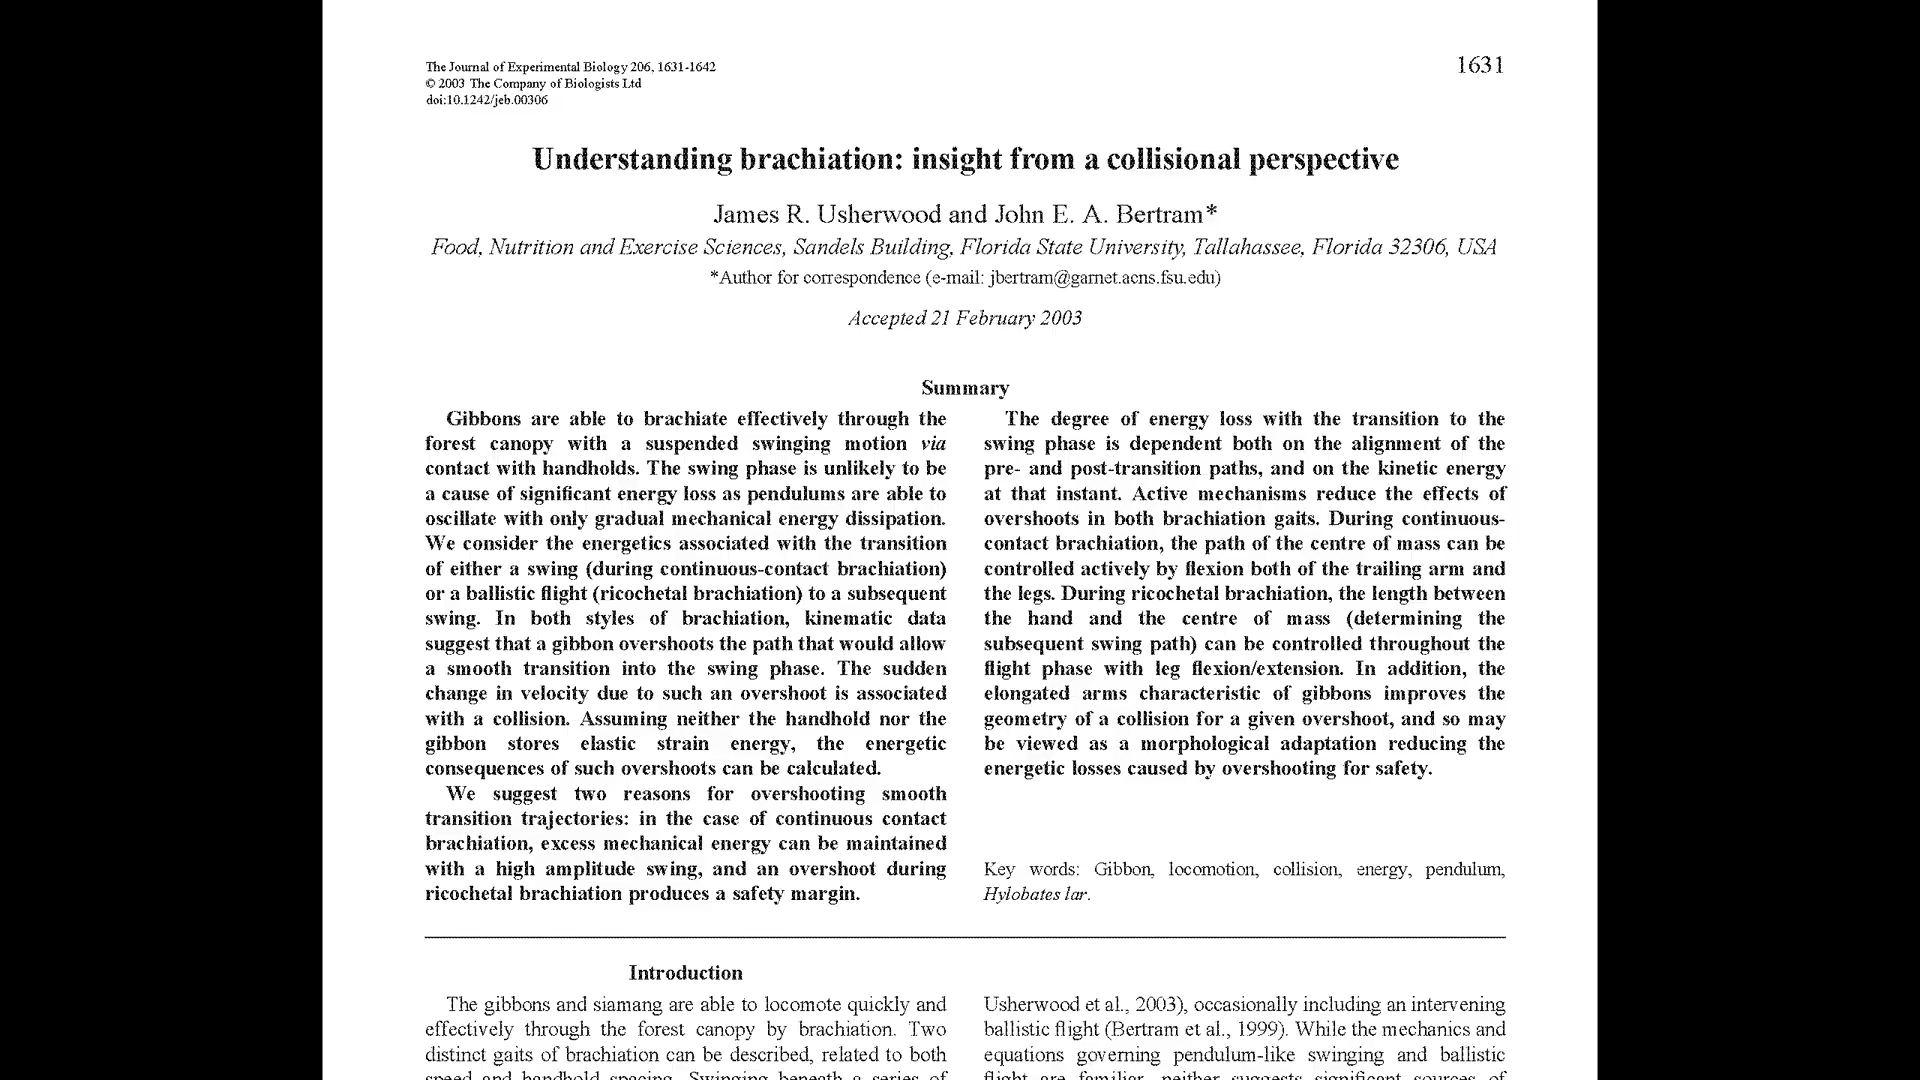 The Journal of Experimental Biology 206, 1631-1642
© 2003 The Company of Biologists Ltd
doi:10.1242/jeb.00306
1631
Understanding brachiation: insight from a collisional perspective
James R. Usherwood and John E. A. Bertram*
Food, Nutrition and Exercise Sciences, Sandels Building, Florida State University, Tallahassee, Florida 32306, USA
*Author for correspondence (e-mail: jbertram@garnet.acns.fsu.edu)
Accepted 21 February 2003
Summary
Gibbons are able to brachiate effectively through the
forest canopy with a suspended swinging motion via
contact with handholds. The swing phase is unlikely to be
a cause of significant energy loss as pendulums are able to
oscillate with only gradual mechanical energy dissipation.
We consider the energetics associated with the transition
of either a swing (during continuous-contact brachiation)
or a ballistic flight (ricochetal brachiation) to a subsequent
swing. In both styles of brachiation, kinematic data
suggest that a gibbon overshoots the path that would allow
a smooth transition into the swing phase. The sudden
change in velocity due to such an overshoot is associated
with a collision. Assuming neither the handhold nor the
gibbon stores elastic strain energy, the energetic
consequences of such overshoots can be calculated.
We suggest two reasons for overshooting smooth
transition trajectories: in the case of continuous contact
brachiation, excess mechanical energy can be maintained
with a high amplitude swing, and an overshoot during
ricochetal brachiation produces a safety margin.
The degree of energy loss with the transition to the
swing phase is dependent both on the alignment of the
pre- and post-transition paths, and on the kinetic energy
at that instant. Active mechanisms reduce the effects of
overshoots in both brachiation gaits. During continuous-
contact brachiation, the path of the centre of mass can be
controlled actively by flexion both of the trailing arm and
the legs. During ricochetal brachiation, the length between
the hand and the centre of mass (determining the
subsequent swing path) can be controlled throughout the
flight phase with leg flexion/extension. In addition, the
elongated arms characteristic of gibbons improves the
geometry of a collision for a given overshoot, and so may
be viewed as a morphological adaptation reducing the
energetic losses caused by overshooting for safety.
Key words: Gibbon, locomotion, collision, energy, pendulum,
Hylobates lar.
Introduction
The gibbons and siamang are able to locomote quickly and
effectively through the forest canopy by brachiation. Two
distinct gaits of brachiation can be described, related to both
speed and handhold spacing. Swinging beneath a series of
Usherwood et al., 2003), occasionally including an intervening
ballistic flight (Bertram et al., 1999). While the mechanics and
equations governing pendulum-like swinging and ballistic
flight are familiar, neither suggests significant sources of